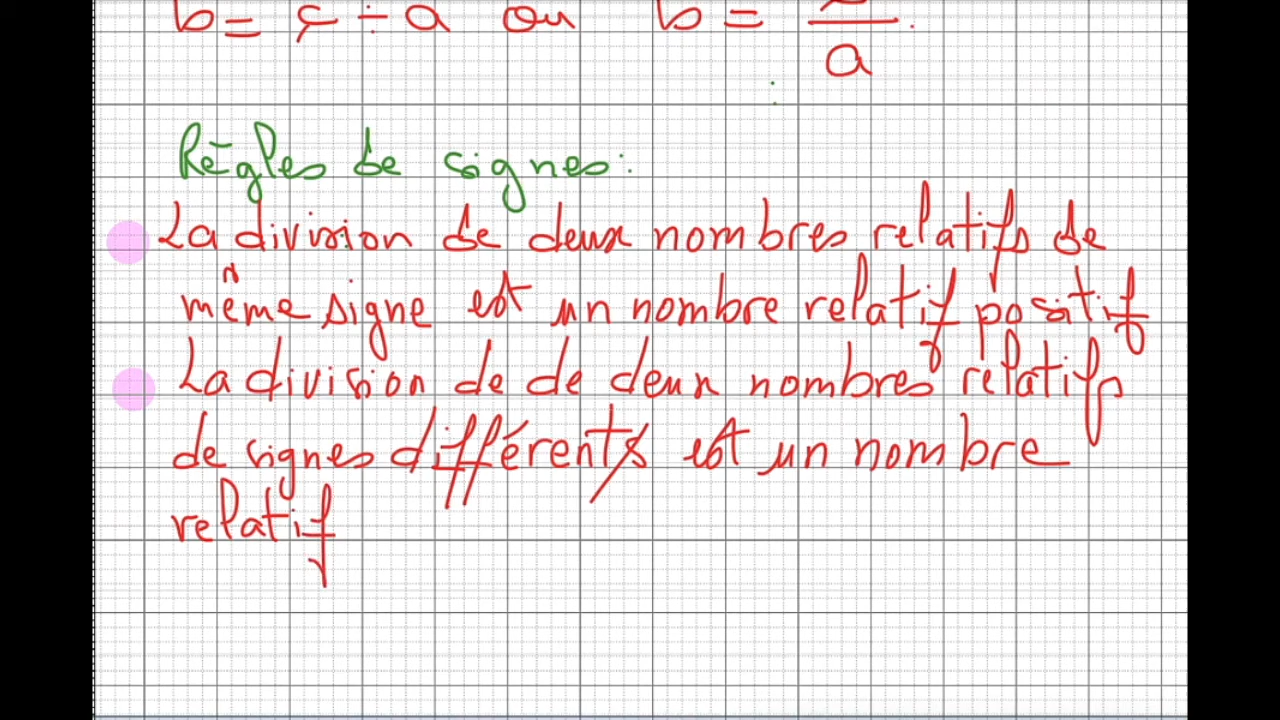 b = c ÷ a ou b = c/a.
Règles de signes:
La division de deux nombres relatifs de
même signe est un nombre relatif positif
La division de de deux nombres relatifs
de signes différents est un nombre
relatif